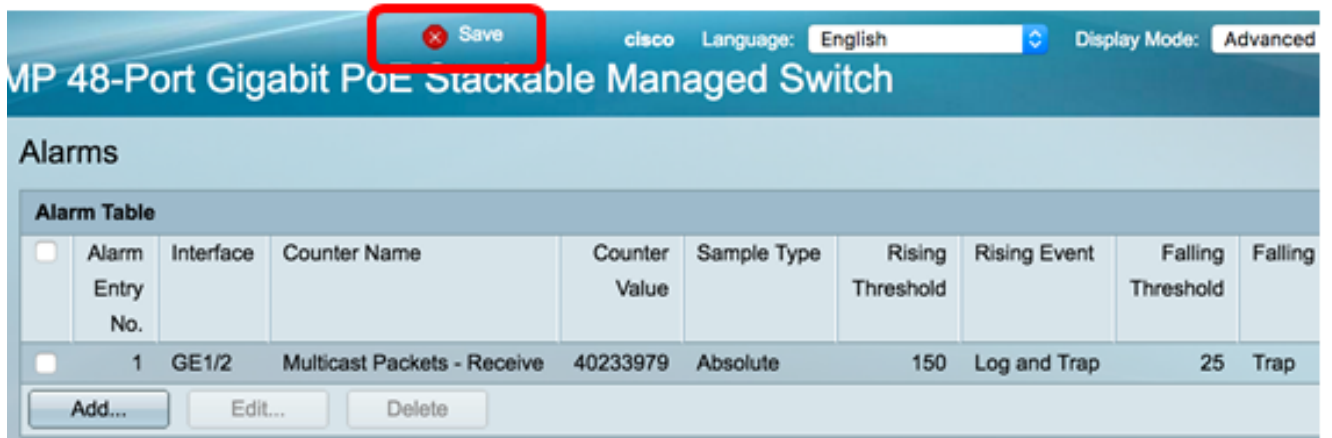 Save cisco Language: English Display Mode: Advanced
MP 48-Port Gigabit PoE Stackable Managed Switch
Alarms
Alarm Table
Alarm Interface Counter Name Counter Sample Type Rising Rising Event Falling Falling
Entry Value Threshold Threshold
No.
1 GE1/2 Multicast Packets - Receive 40233979 Absolute 150 Log and Trap 25 Trap
Add... Edit... Delete